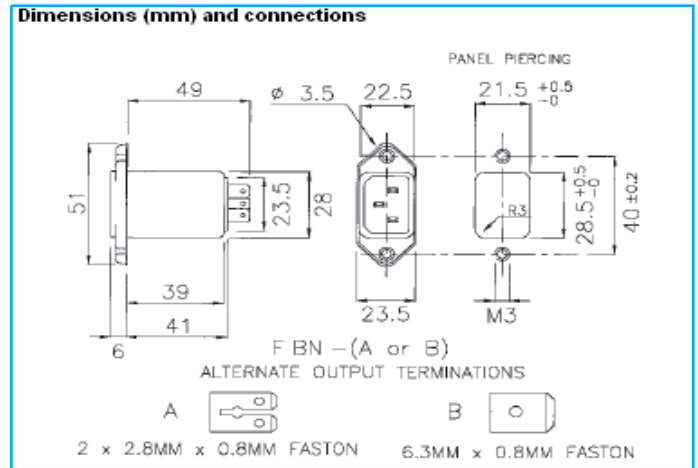 Dimensions (mm) and connections
PANEL PIERCING
49
ø 3.5
22.5
21.5 +0.5 -0
51
23.5
28
R3
28.5 +0.5 -0
40 ±0.2
39
41
6
23.5
M3
FBN -(A or B)
ALTERNATE OUTPUT TERMINATIONS
A
B
2 x 2.8MM x 0.8MM FASTON
6.3MM x 0.8MM FASTON